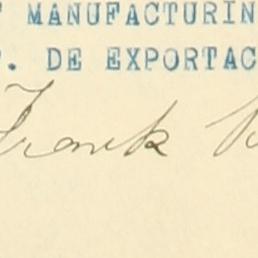 MANUFACTURIN
. DE EXPORTAC
Frank